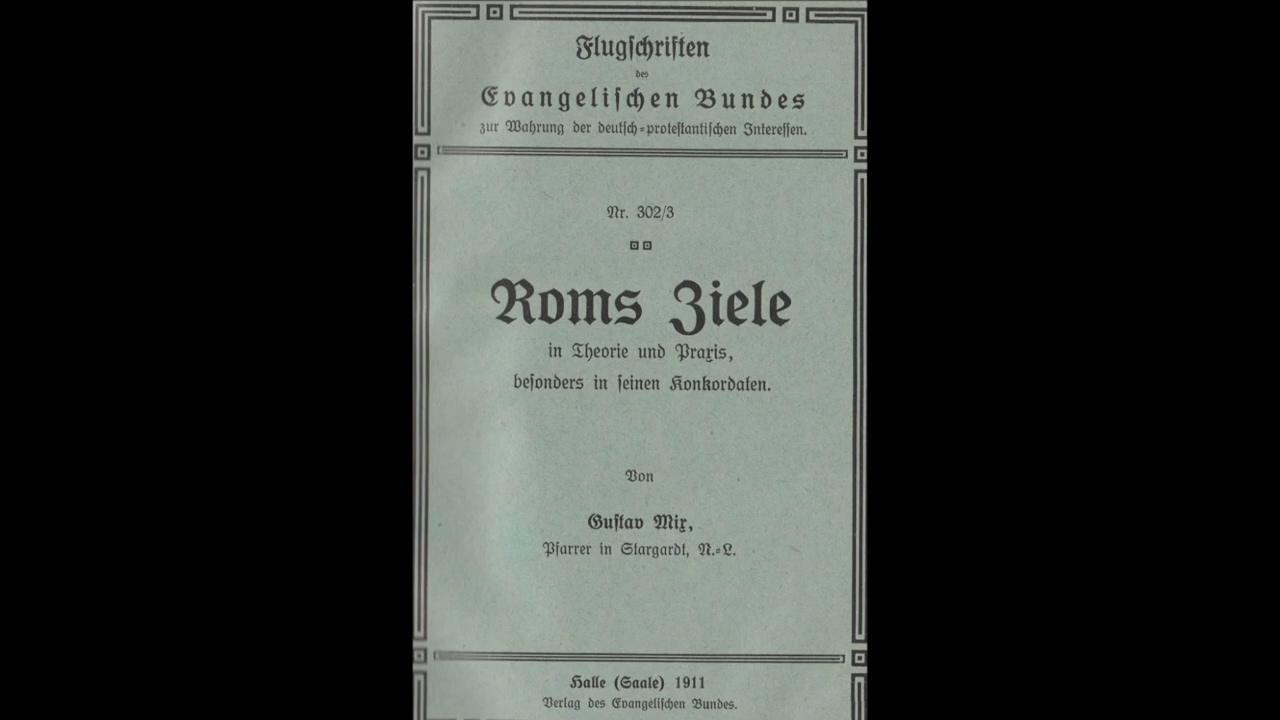 Flugschriften
des
Evangelischen Bundes
zur Wahrung der deutsch-protestantischen Interessen.
Nr. 302/3
Roms Ziele
in Theorie und Praxis,
besonders in seinen Konkordaten.
Von
Gustav Mix,
Pfarrer in Stargardt, N.-L.
Halle (Saale) 1911
Verlag des Evangelischen Bundes.